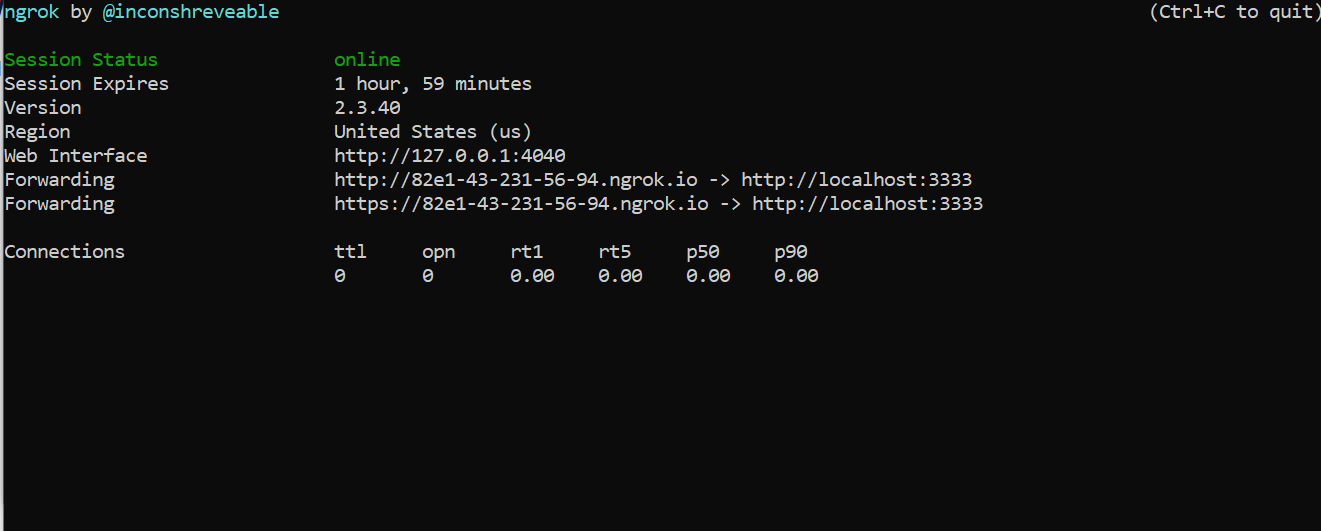 ngrok by @inconshreveable (Ctrl+C to quit)
Session Status online
Session Expires 1 hour, 59 minutes
Version 2.3.40
Region United States (us)
Web Interface http://127.0.0.1:4040
Forwarding http://82e1-43-231-56-94.ngrok.io -> http://localhost:3333
Forwarding https://82e1-43-231-56-94.ngrok.io -> http://localhost:3333
Connections ttl opn rt1 rt5 p50 p90
0 0 0.00 0.00 0.00 0.00